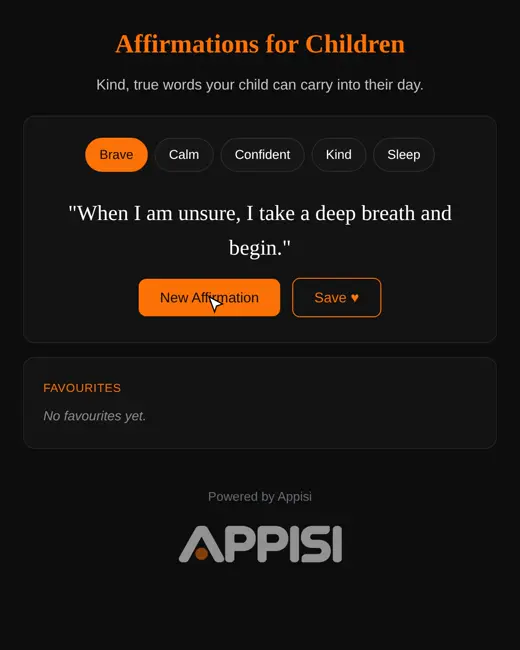 Affirmations for Children
Kind, true words your child can carry into their day.
Brave Calm Confident Kind Sleep
"When I am unsure, I take a deep breath and
begin."
New Affirmation Save ♥
FAVOURITES
No favourites yet.
Powered by Appisi
APPISI